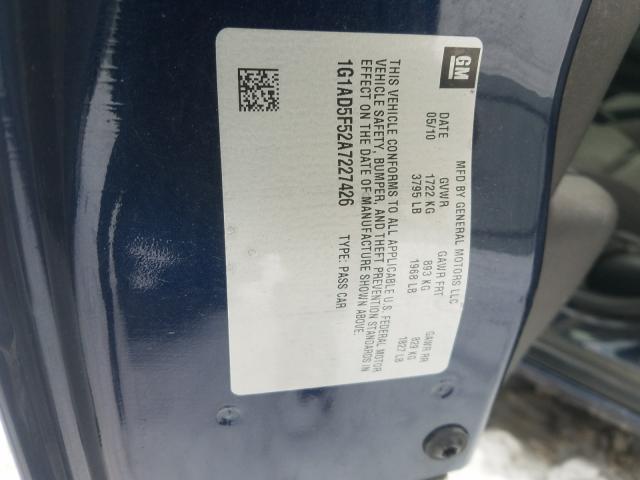 GM
MFD BY GENERAL MOTORS LLC
DATE GVWR GAWR FRT GAWR RR
05/10 1722 KG 893 KG 829 KG
3795 LB 1968 LB 1827 LB
THIS VEHICLE CONFORMS TO ALL APPLICABLE U.S. FEDERAL MOTOR
VEHICLE SAFETY, BUMPER, AND THEFT PREVENTION STANDARDS IN
EFFECT ON THE DATE OF MANUFACTURE SHOWN ABOVE.
1G1AD5F52A7227426 TYPE: PASS CAR